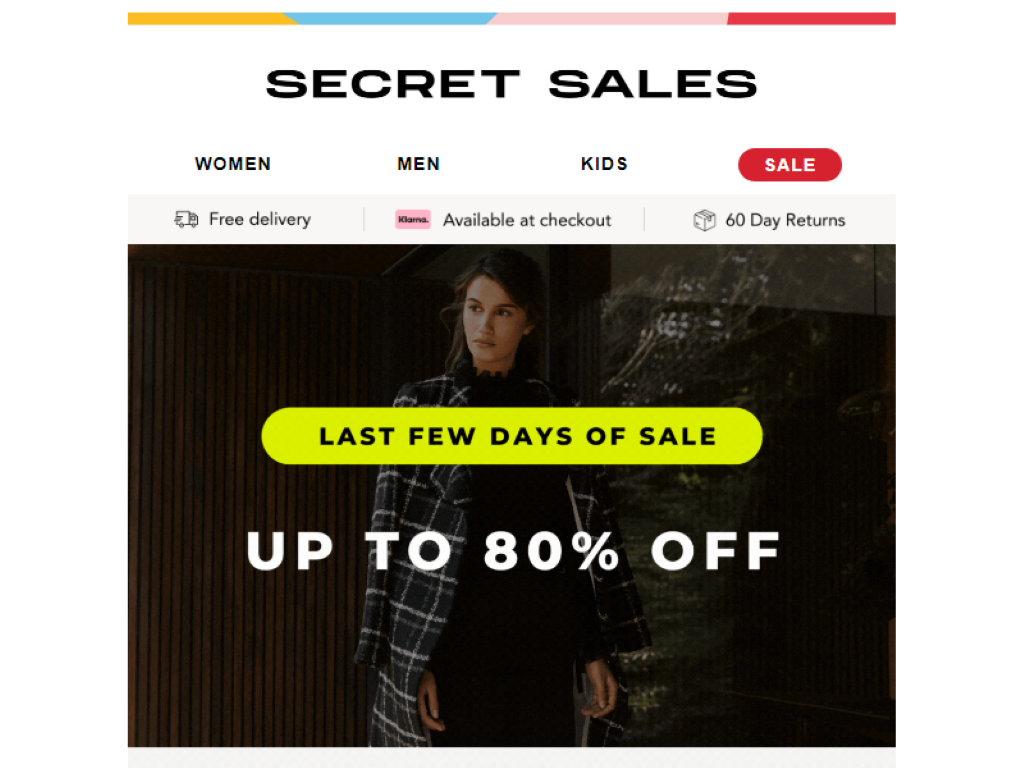 SECRET SALES
WOMEN MEN KIDS SALE
Free delivery Klarna. Available at checkout 60 Day Returns
LAST FEW DAYS OF SALE
UP TO 80% OFF